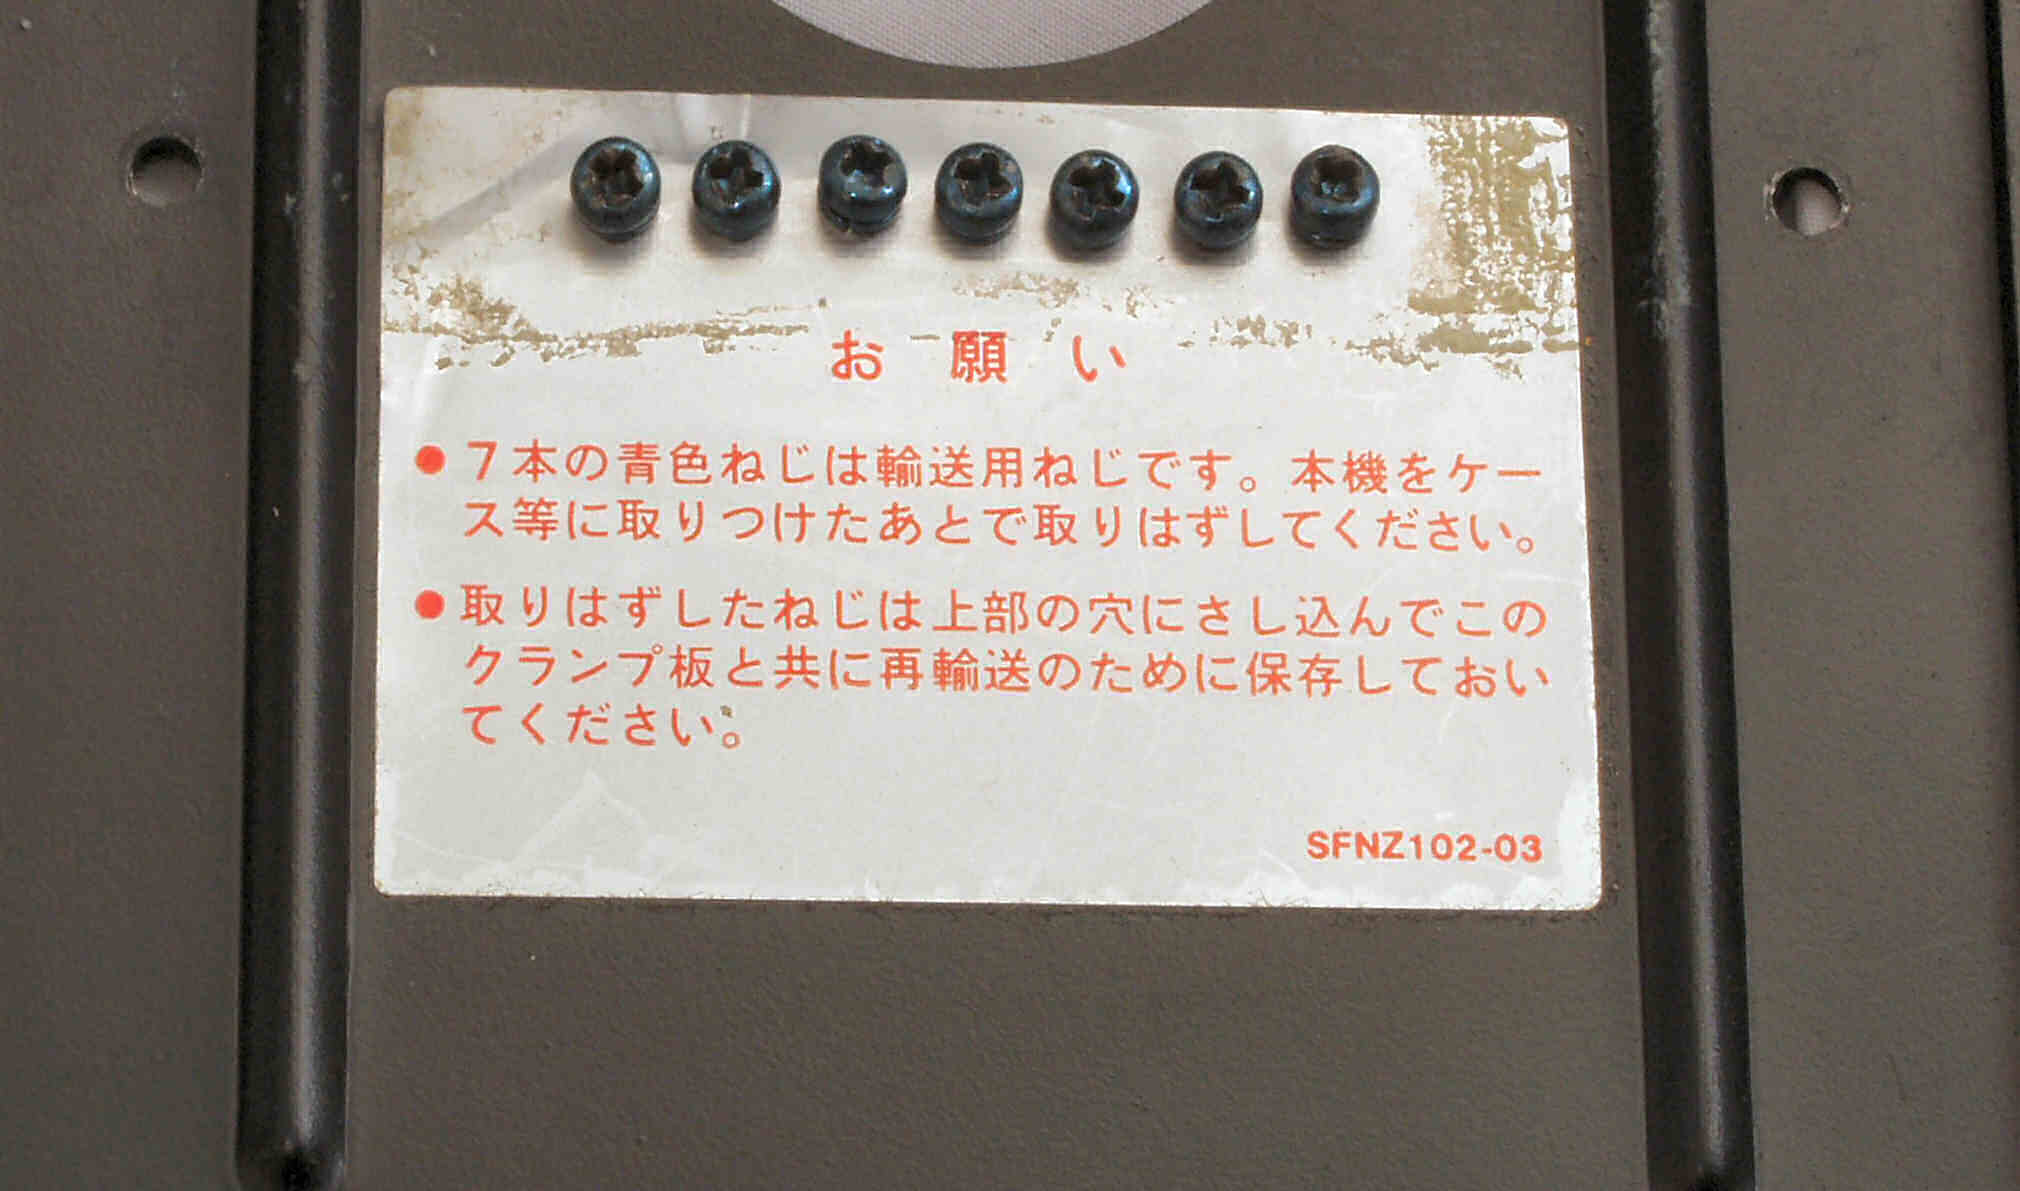 お願い
●7本の青色ねじは輸送用ねじです。本機をケー
ス等に取りつけたあとで取りはずしてください。
●取りはずしたねじは上部の穴にさし込んでこの
クランプ板と共に再輸送のために保存しておい
てください。
SFNZ102-03